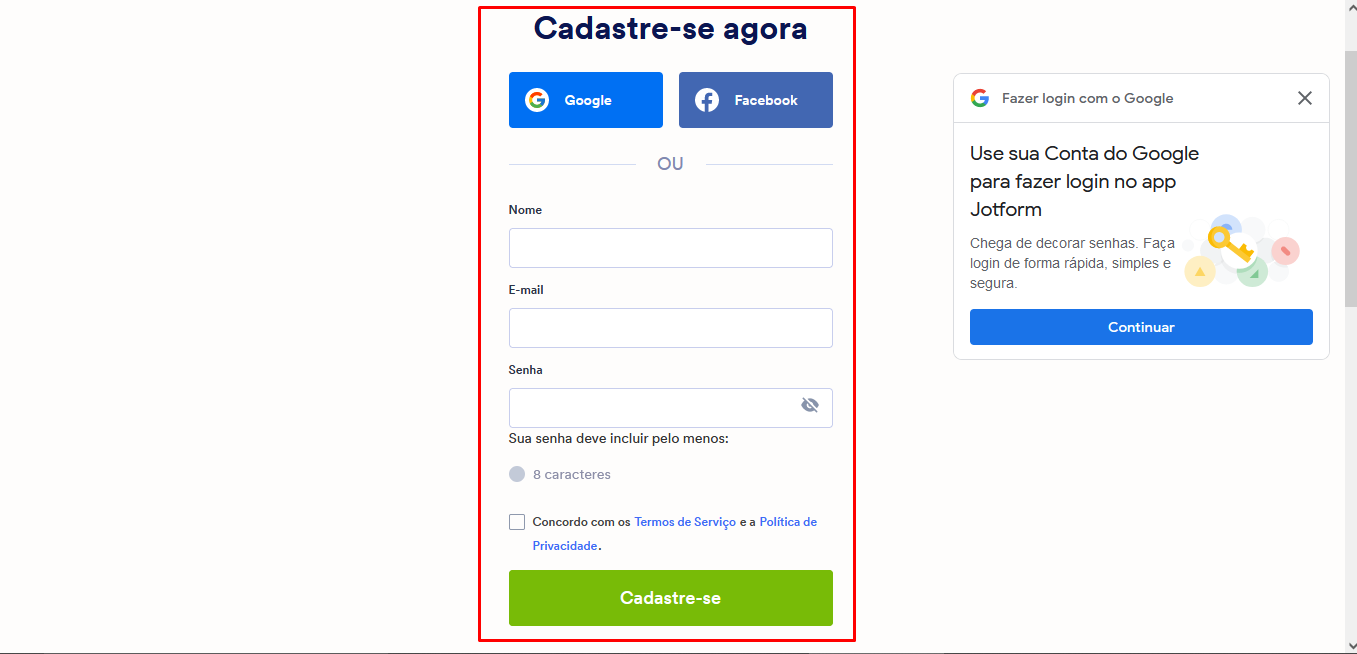 Cadastre-se agora
Google
Facebook
OU
Nome
E-mail
Senha
Sua senha deve incluir pelo menos:
8 caracteres
Concordo com os Termos de Serviço e a Política de
Privacidade.
Cadastre-se
Fazer login com o Google
Use sua Conta do Google
para fazer login no app
Jotform
Chega de decorar senhas. Faça
login de forma rápida, simples e
segura.
Continuar